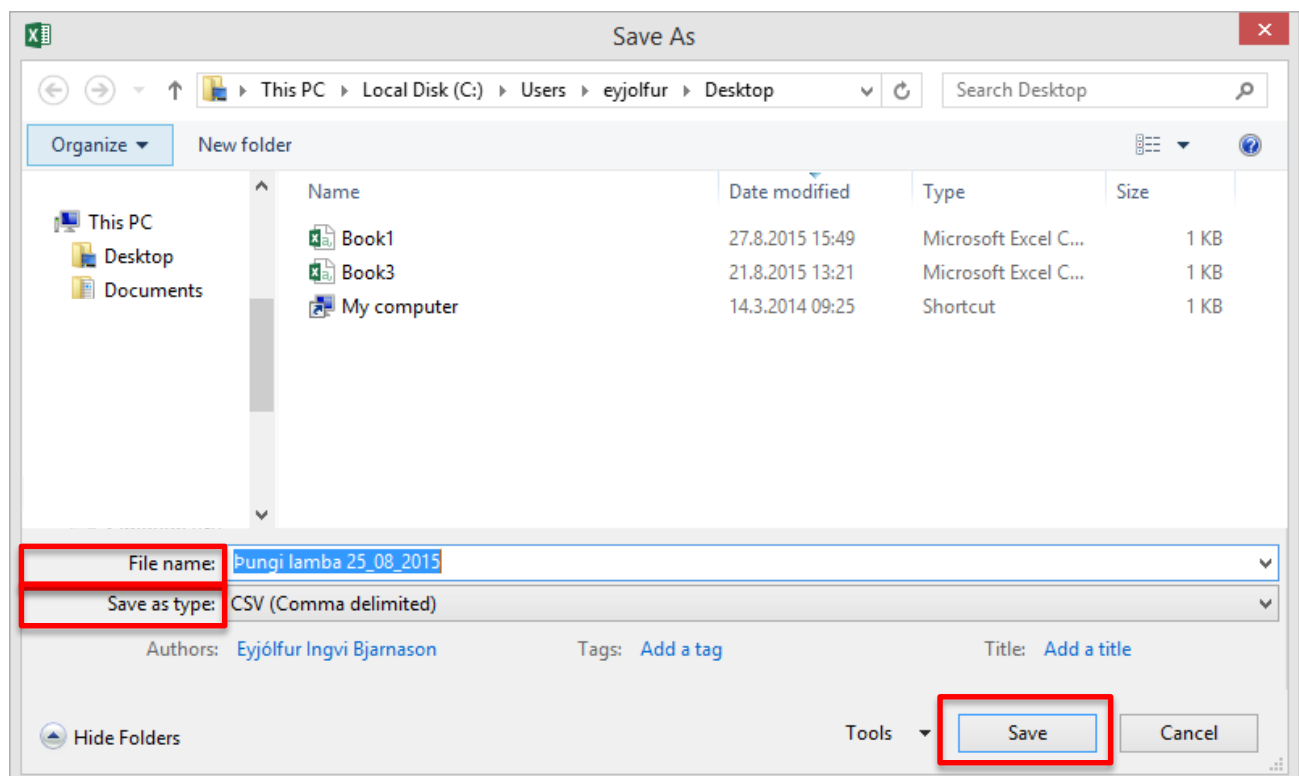 Save As
This PC Local Disk (C:) Users eyjolfur Desktop Search Desktop
Organize New folder
Name Date modified Type Size
This PC
Desktop
Documents
Book1 27.8.2015 15:49 Microsoft Excel C... 1 KB
Book3 21.8.2015 13:21 Microsoft Excel C... 1 KB
My computer 14.3.2014 09:25 Shortcut 1 KB
File name: Þungi lamba 25_08_2015
Save as type: CSV (Comma delimited)
Authors: Eyjólfur Ingvi Bjarnason Tags: Add a tag Title: Add a title
Hide Folders Tools Save Cancel